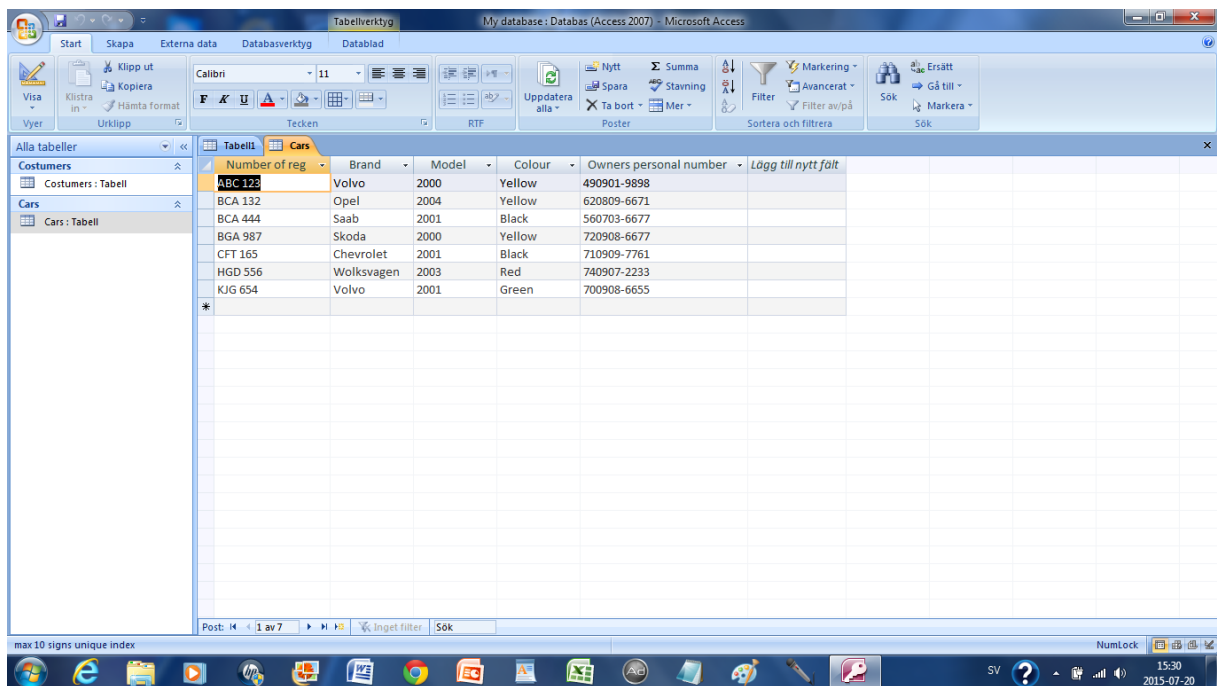 Tabellverktyg My database : Databas (Access 2007) - Microsoft Access
Start Skapa Externa data Databasverktyg Datablad
Visa
Klistra in
Klipp ut
Kopiera
Hämta format
Calibri 11
F K U
Uppdatera alla
Nytt Σ Summa
Spara Stavning
Ta bort Mer
Filter
Markering
Avancerat
Filter av/på
Sök
Ersätt
Gå till
Markera
Vyer Urklipp Tecken RTF Poster Sortera och filtrera Sök
Alla tabeller
Costumers
Costumers : Tabell
Cars
Cars : Tabell
Tabell1 Cars
Number of reg Brand Model Colour Owners personal number Lägg till nytt fält
ABC 123 Volvo 2000 Yellow 490901-9898
BCA 132 Opel 2004 Yellow 620809-6671
BCA 444 Saab 2001 Black 560703-6677
BGA 987 Skoda 2000 Yellow 720908-6677
CFT 165 Chevrolet 2001 Black 710909-7761
HGD 556 Wolksvagen 2003 Red 740907-2233
KJG 654 Volvo 2001 Green 700908-6655
Post: 1 av 7 Inget filter Sök
max 10 signs unique index NumLock
SV 15:30
2015-07-20